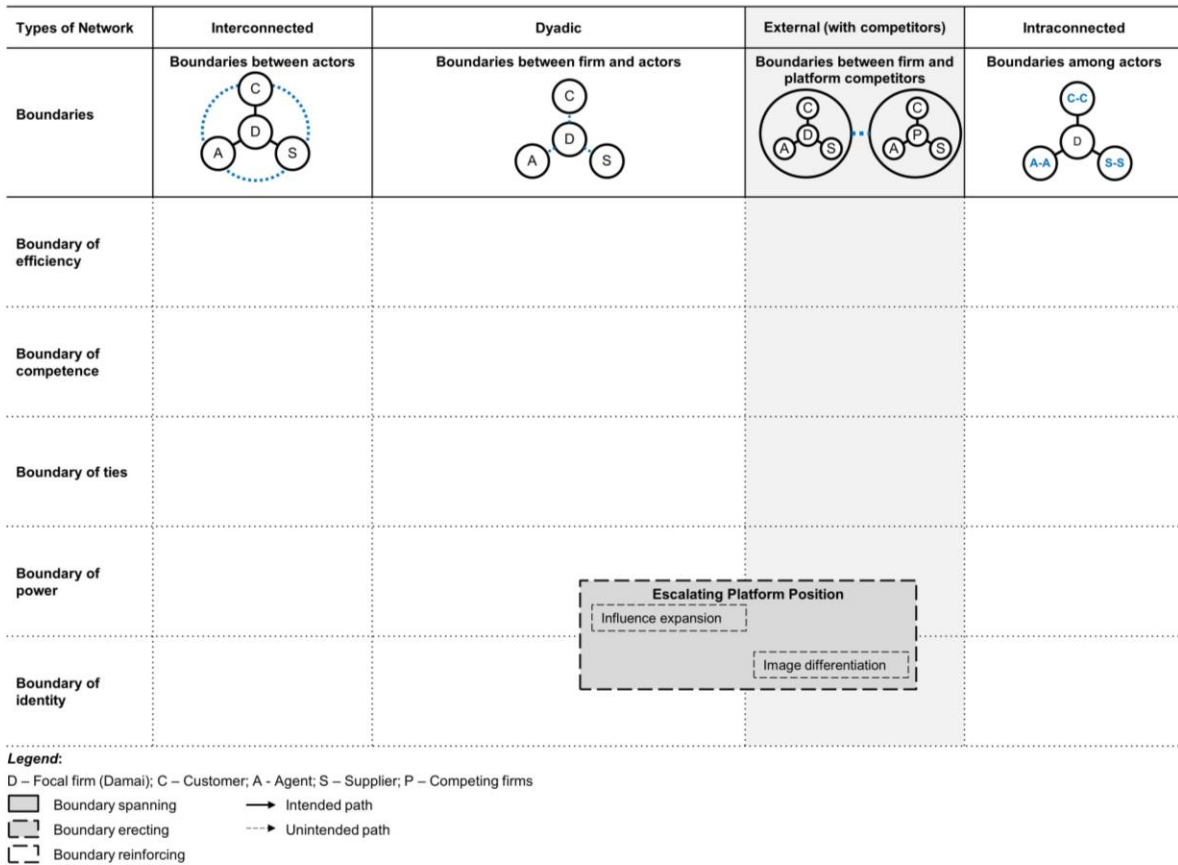 Types of Network
Interconnected
Dyadic
External (with competitors)
Intraconnected
Boundaries
Boundaries between actors
C
D
A
S
Boundaries between firm and actors
C
D
A
S
Boundaries between firm and
platform competitors
C
D
A
S
C
P
A
S
Boundaries among actors
C-C
D
A-A
S-S
Boundary of
efficiency
Boundary of
competence
Boundary of ties
Boundary of
power
Escalating Platform Position
Influence expansion
Image differentiation
Boundary of
identity
Legend:
D – Focal firm (Damai); C – Customer; A - Agent; S – Supplier; P – Competing firms
Boundary spanning
Intended path
Boundary erecting
Unintended path
Boundary reinforcing